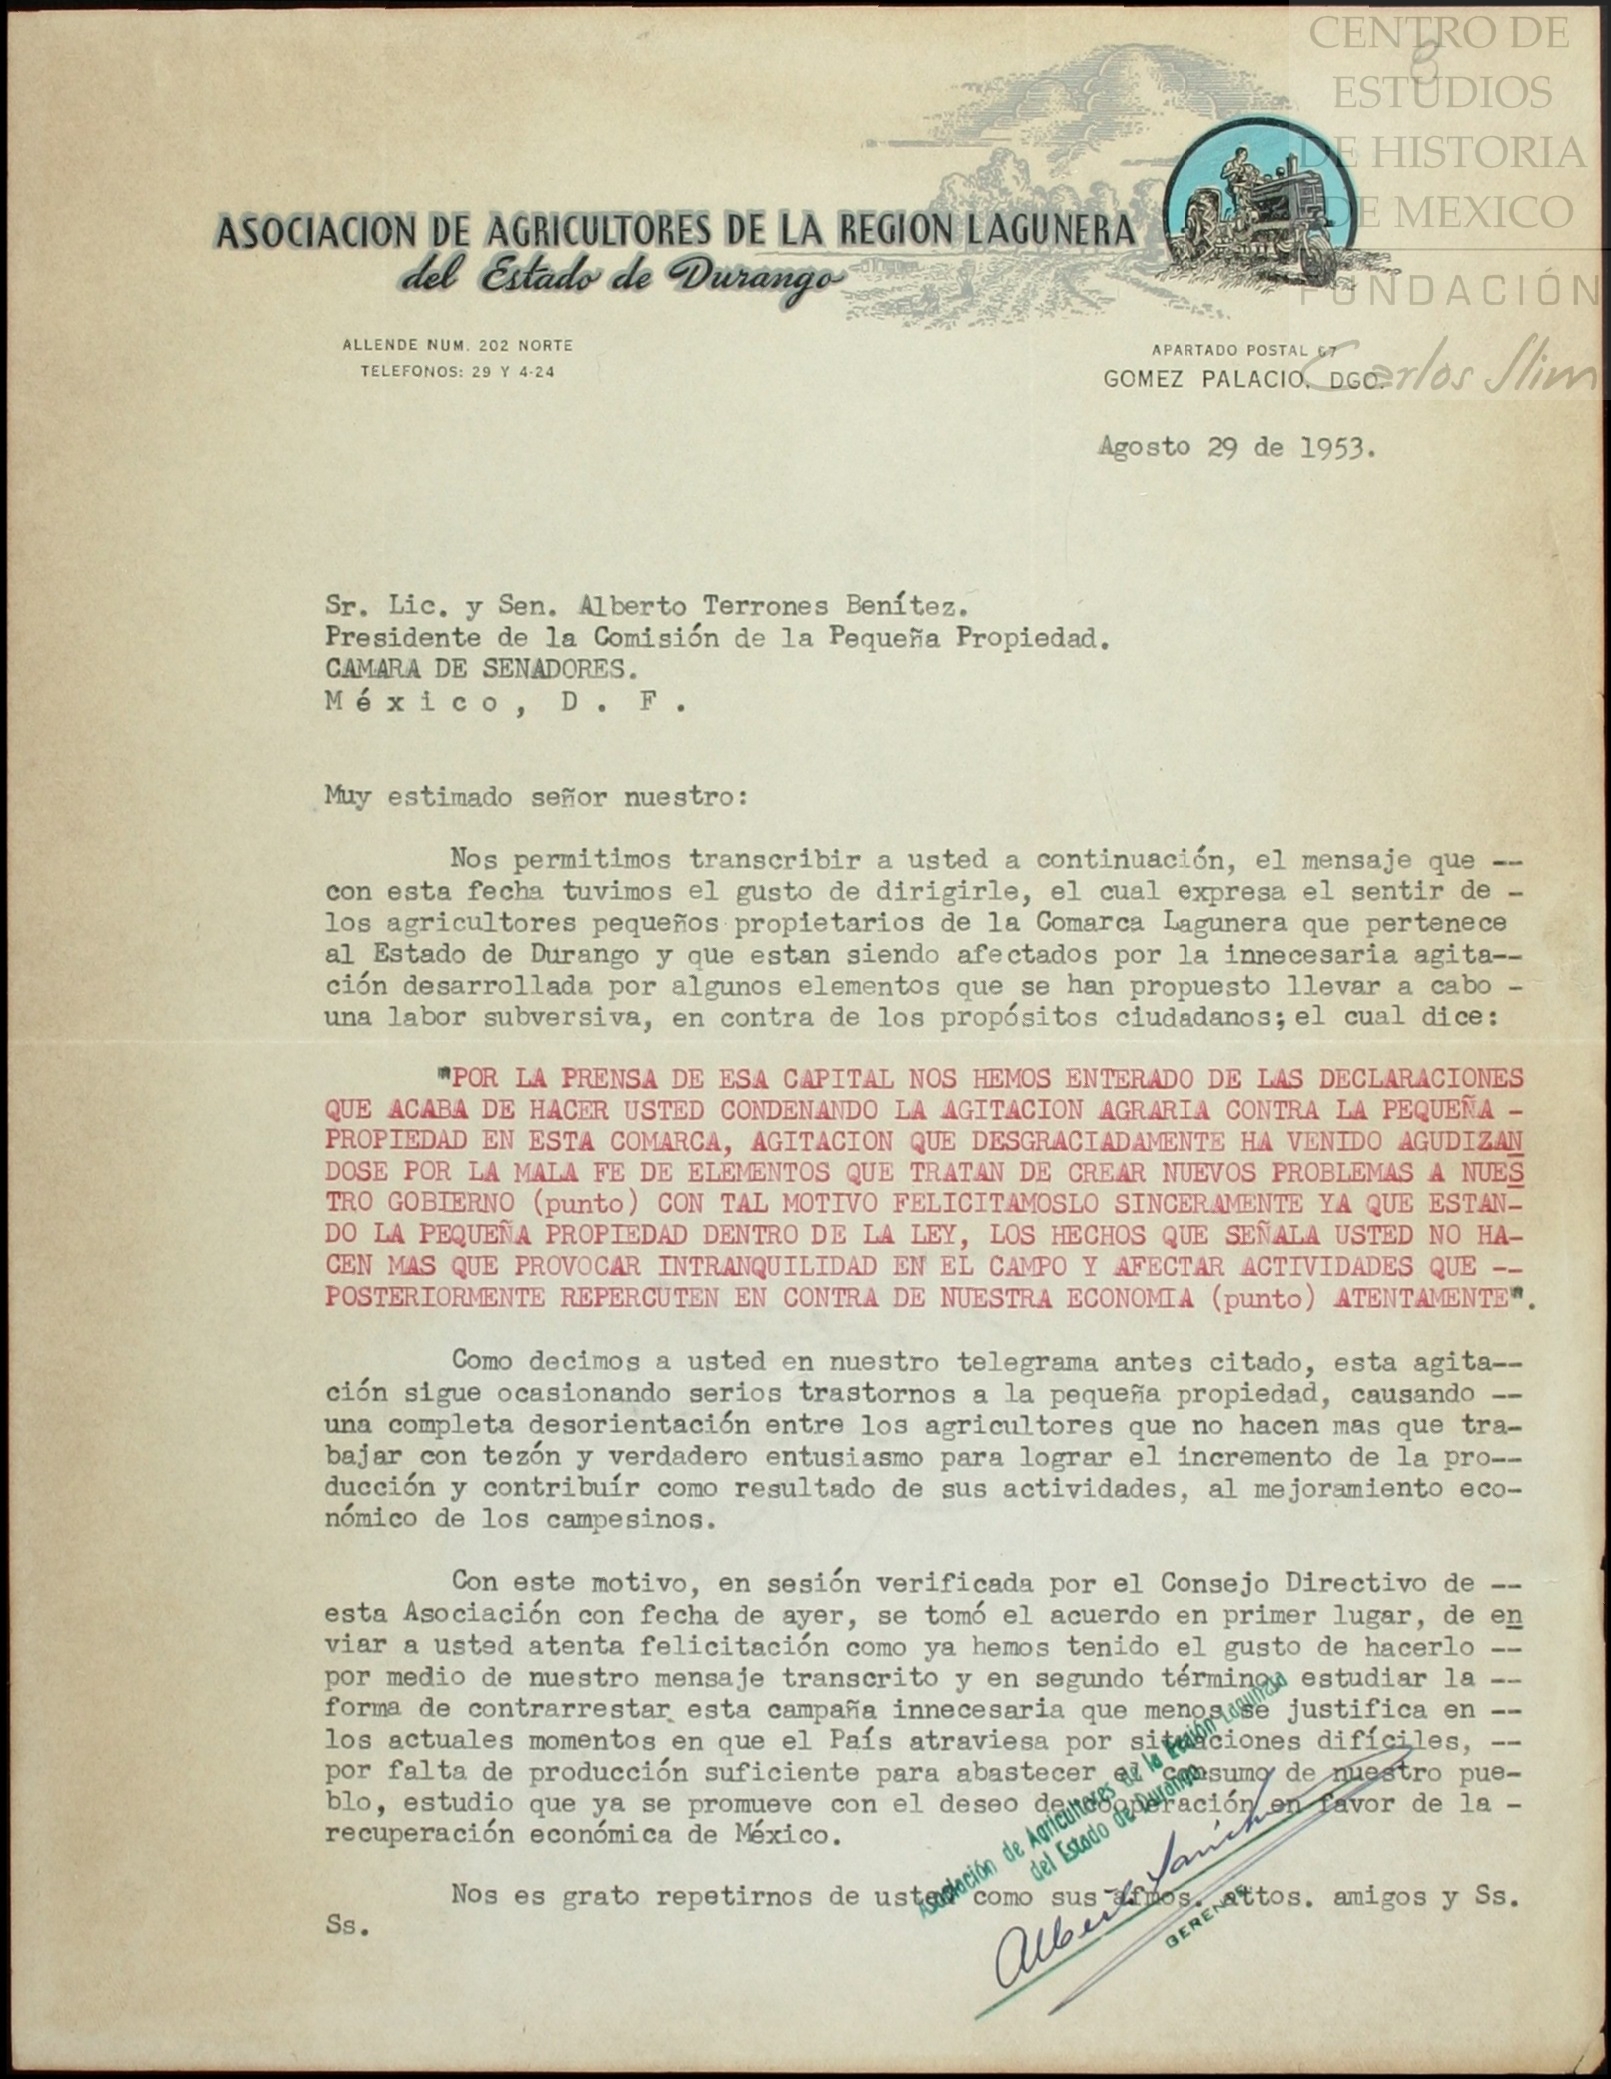 CENTRO DE
ESTUDIOS
DE HISTORIA
DE MEXICO
FUNDACIÓN
Carlos Slim
8
ASOCIACION DE AGRICULTORES DE LA REGION LAGUNERA
del Estado de Durango
ALLENDE NUM. 202 NORTE
TELEFONOS: 29 Y 4-24
APARTADO POSTAL 67
GOMEZ PALACIO, DGO.
Agosto 29 de 1953.
Sr. Lic. y Sen. Alberto Terrones Benítez.
Presidente de la Comisión de la Pequeña Propiedad.
CAMARA DE SENADORES.
México, D. F.
Muy estimado señor nuestro:
Nos permitimos transcribir a usted a continuación, el mensaje que --
con esta fecha tuvimos el gusto de dirigirle, el cual expresa el sentir de -
los agricultores pequeños propietarios de la Comarca Lagunera que pertenece
al Estado de Durango y que estan siendo afectados por la innecesaria agita--
ción desarrollada por algunos elementos que se han propuesto llevar a cabo -
una labor subversiva, en contra de los propósitos ciudadanos; el cual dice:
"POR LA PRENSA DE ESA CAPITAL NOS HEMOS ENTERADO DE LAS DECLARACIONES
QUE ACABA DE HACER USTED CONDENANDO LA AGITACION AGRARIA CONTRA LA PEQUEÑA -
PROPIEDAD EN ESTA COMARCA, AGITACION QUE DESGRACIADAMENTE HA VENIDO AGUDIZAN
DOSE POR LA MALA FE DE ELEMENTOS QUE TRATAN DE CREAR NUEVOS PROBLEMAS A NUES
TRO GOBIERNO (punto) CON TAL MOTIVO FELICITAMOSLO SINCERAMENTE YA QUE ESTAN-
DO LA PEQUEÑA PROPIEDAD DENTRO DE LA LEY, LOS HECHOS QUE SEÑALA USTED NO HA-
CEN MAS QUE PROVOCAR INTRANQUILIDAD EN EL CAMPO Y AFECTAR ACTIVIDADES QUE --
POSTERIORMENTE REPERCUTEN EN CONTRA DE NUESTRA ECONOMIA (punto) ATENTAMENTE".
Como decimos a usted en nuestro telegrama antes citado, esta agita--
ción sigue ocasionando serios trastornos a la pequeña propiedad, causando --
una completa desorientación entre los agricultores que no hacen mas que tra-
bajar con tezón y verdadero entusiasmo para lograr el incremento de la pro--
ducción y contribuír como resultado de sus actividades, al mejoramiento eco-
nómico de los campesinos.
Con este motivo, en sesión verificada por el Consejo Directivo de --
esta Asociación con fecha de ayer, se tomó el acuerdo en primer lugar, de en
viar a usted atenta felicitación como ya hemos tenido el gusto de hacerlo --
por medio de nuestro mensaje transcrito y en segundo término estudiar la --
forma de contrarrestar esta campaña innecesaria que menos se justifica en --
los actuales momentos en que el País atraviesa por situaciones difíciles, --
por falta de producción suficiente para abastecer el consumo de nuestro pue-
blo, estudio que ya se promueve con el deseo de cooperación en favor de la -
recuperación económica de México.
Nos es grato repetirnos de usted como sus afmos. attos. amigos y Ss.
Ss.
Asociación de Agricultores de la Región Lagunera
del Estado de Durango
Alberto Sánchez
GERENTE